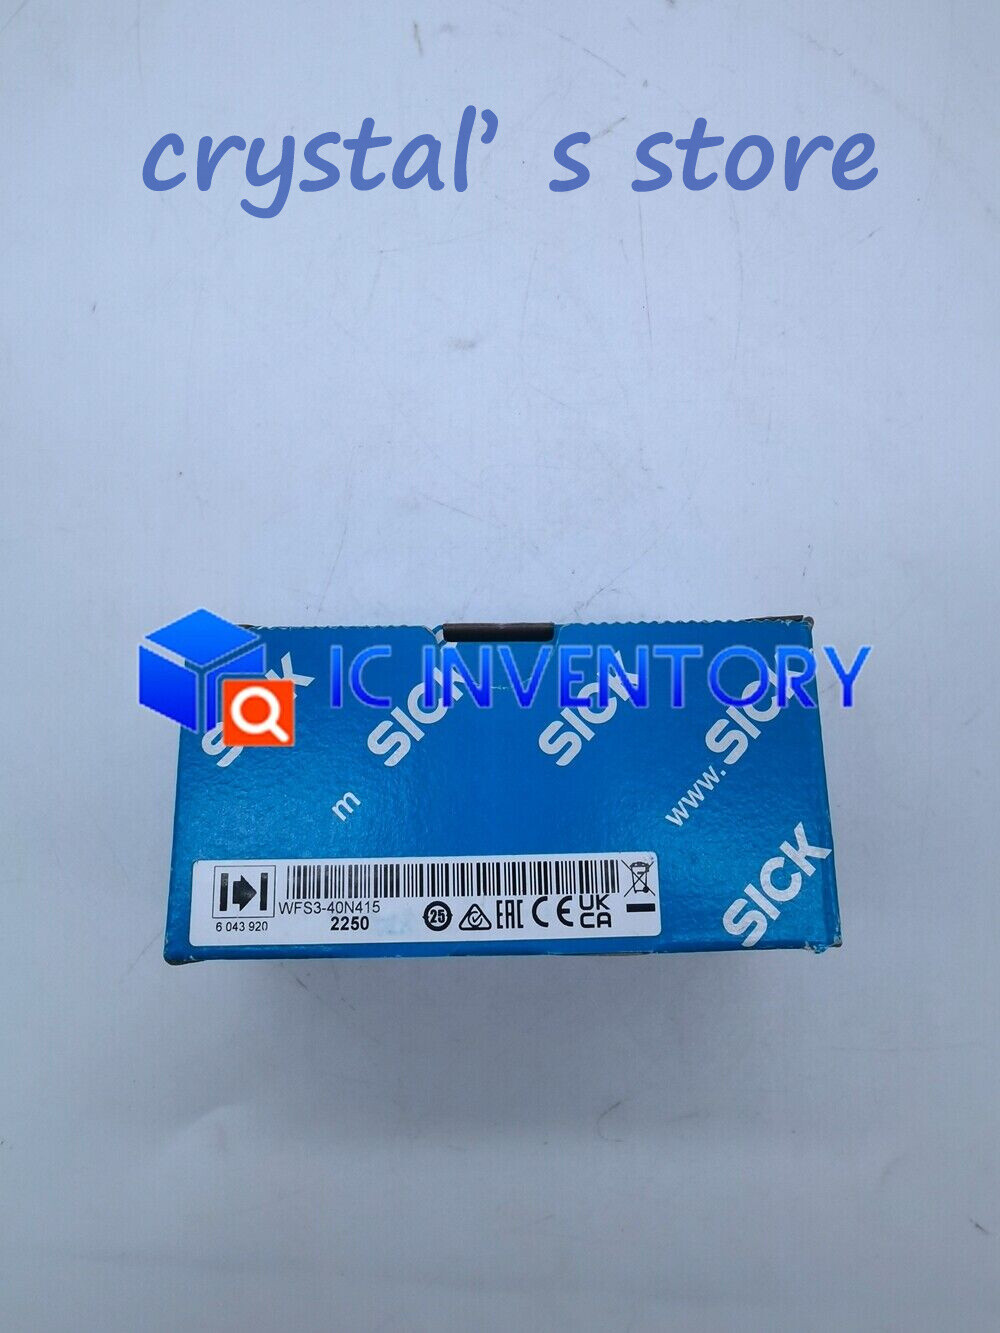 crystal’ s store
IC INVENTORY
SICK
SICK
SICK
m
www.SICK
SICK
WFS3-40N415
6 043 920
2250
25
EAC CE UK CA